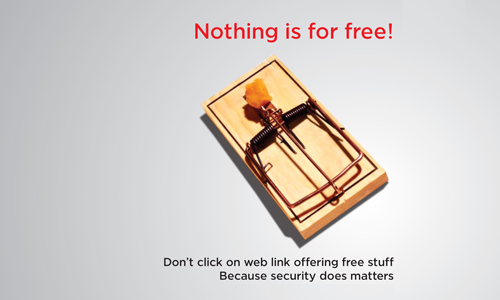 Nothing is for free!
Don't click on web link offering free stuff
Because security does matters